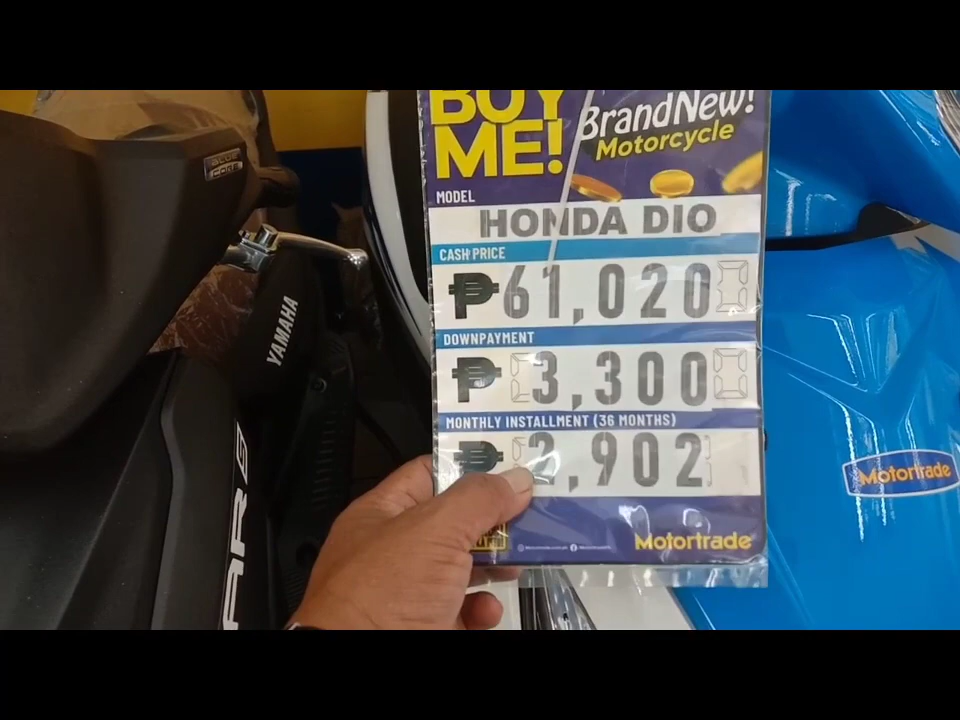 BUY
ME!
BrandNew!
Motorcycle
MODEL
HONDA DIO
CASH PRICE
₱61,020
DOWNPAYMENT
₱3,300
MONTHLY INSTALLMENT (36 MONTHS)
₱2,902
Motortrade
Motortrade
BLUE
CORE
YAMAHA